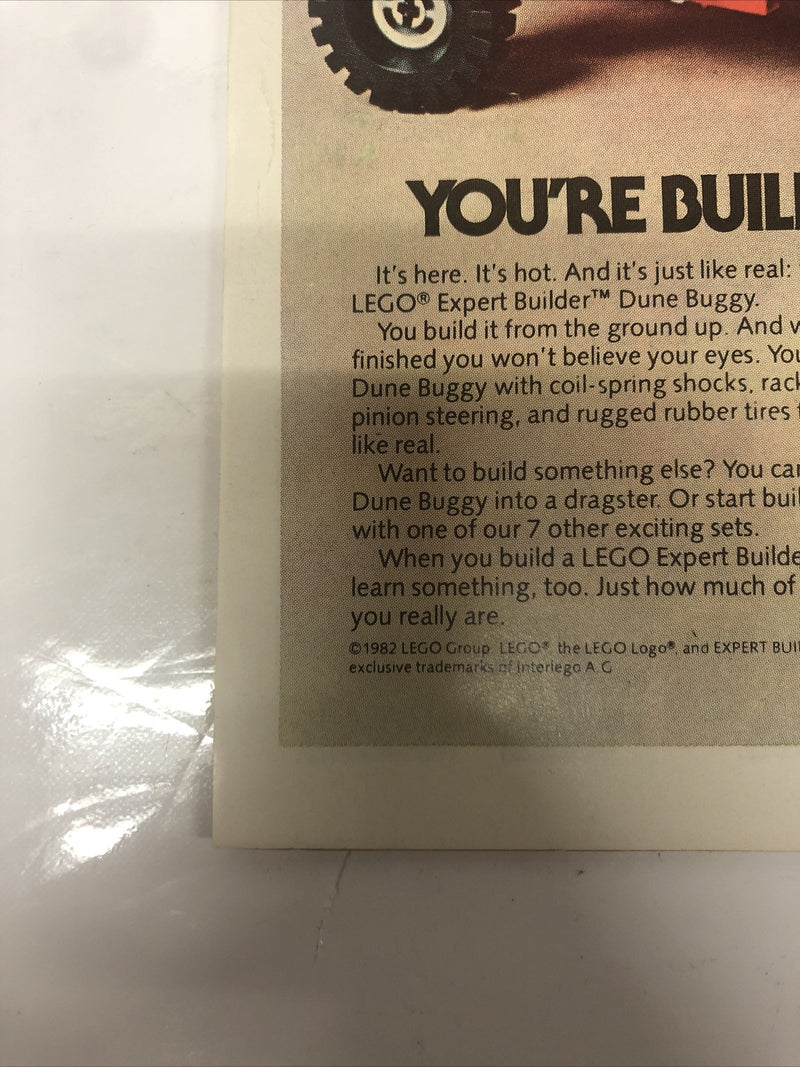 YOU'RE BUIL
It's here. It's hot. And it's just like real:
LEGO® Expert Builder™ Dune Buggy.
You build it from the ground up. And w
finished you won't believe your eyes. You
Dune Buggy with coil-spring shocks, rack
pinion steering, and rugged rubber tires t
like real.
Want to build something else? You can
Dune Buggy into a dragster. Or start buil
with one of our 7 other exciting sets.
When you build a LEGO Expert Builde
learn something, too. Just how much of
you really are.
©1982 LEGO Group LEGO® the LEGO Logo®, and EXPERT BUI
exclusive trademarks of Interlego A.G